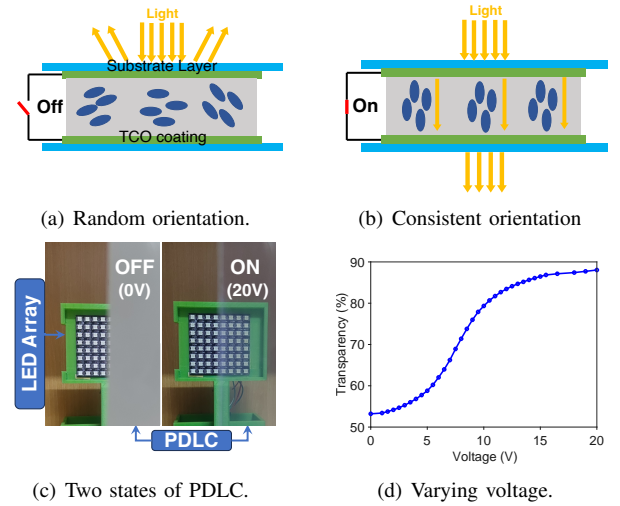 Light
Substrate Layer
Off
TCO coating
(a) Random orientation.
Light
On
(b) Consistent orientation
LED Array
OFF
(0V)
ON
(20V)
PDLC
(c) Two states of PDLC.
Transparency (%)
90
80
70
60
50
0
5
10
15
20
Voltage (V)
(d) Varying voltage.